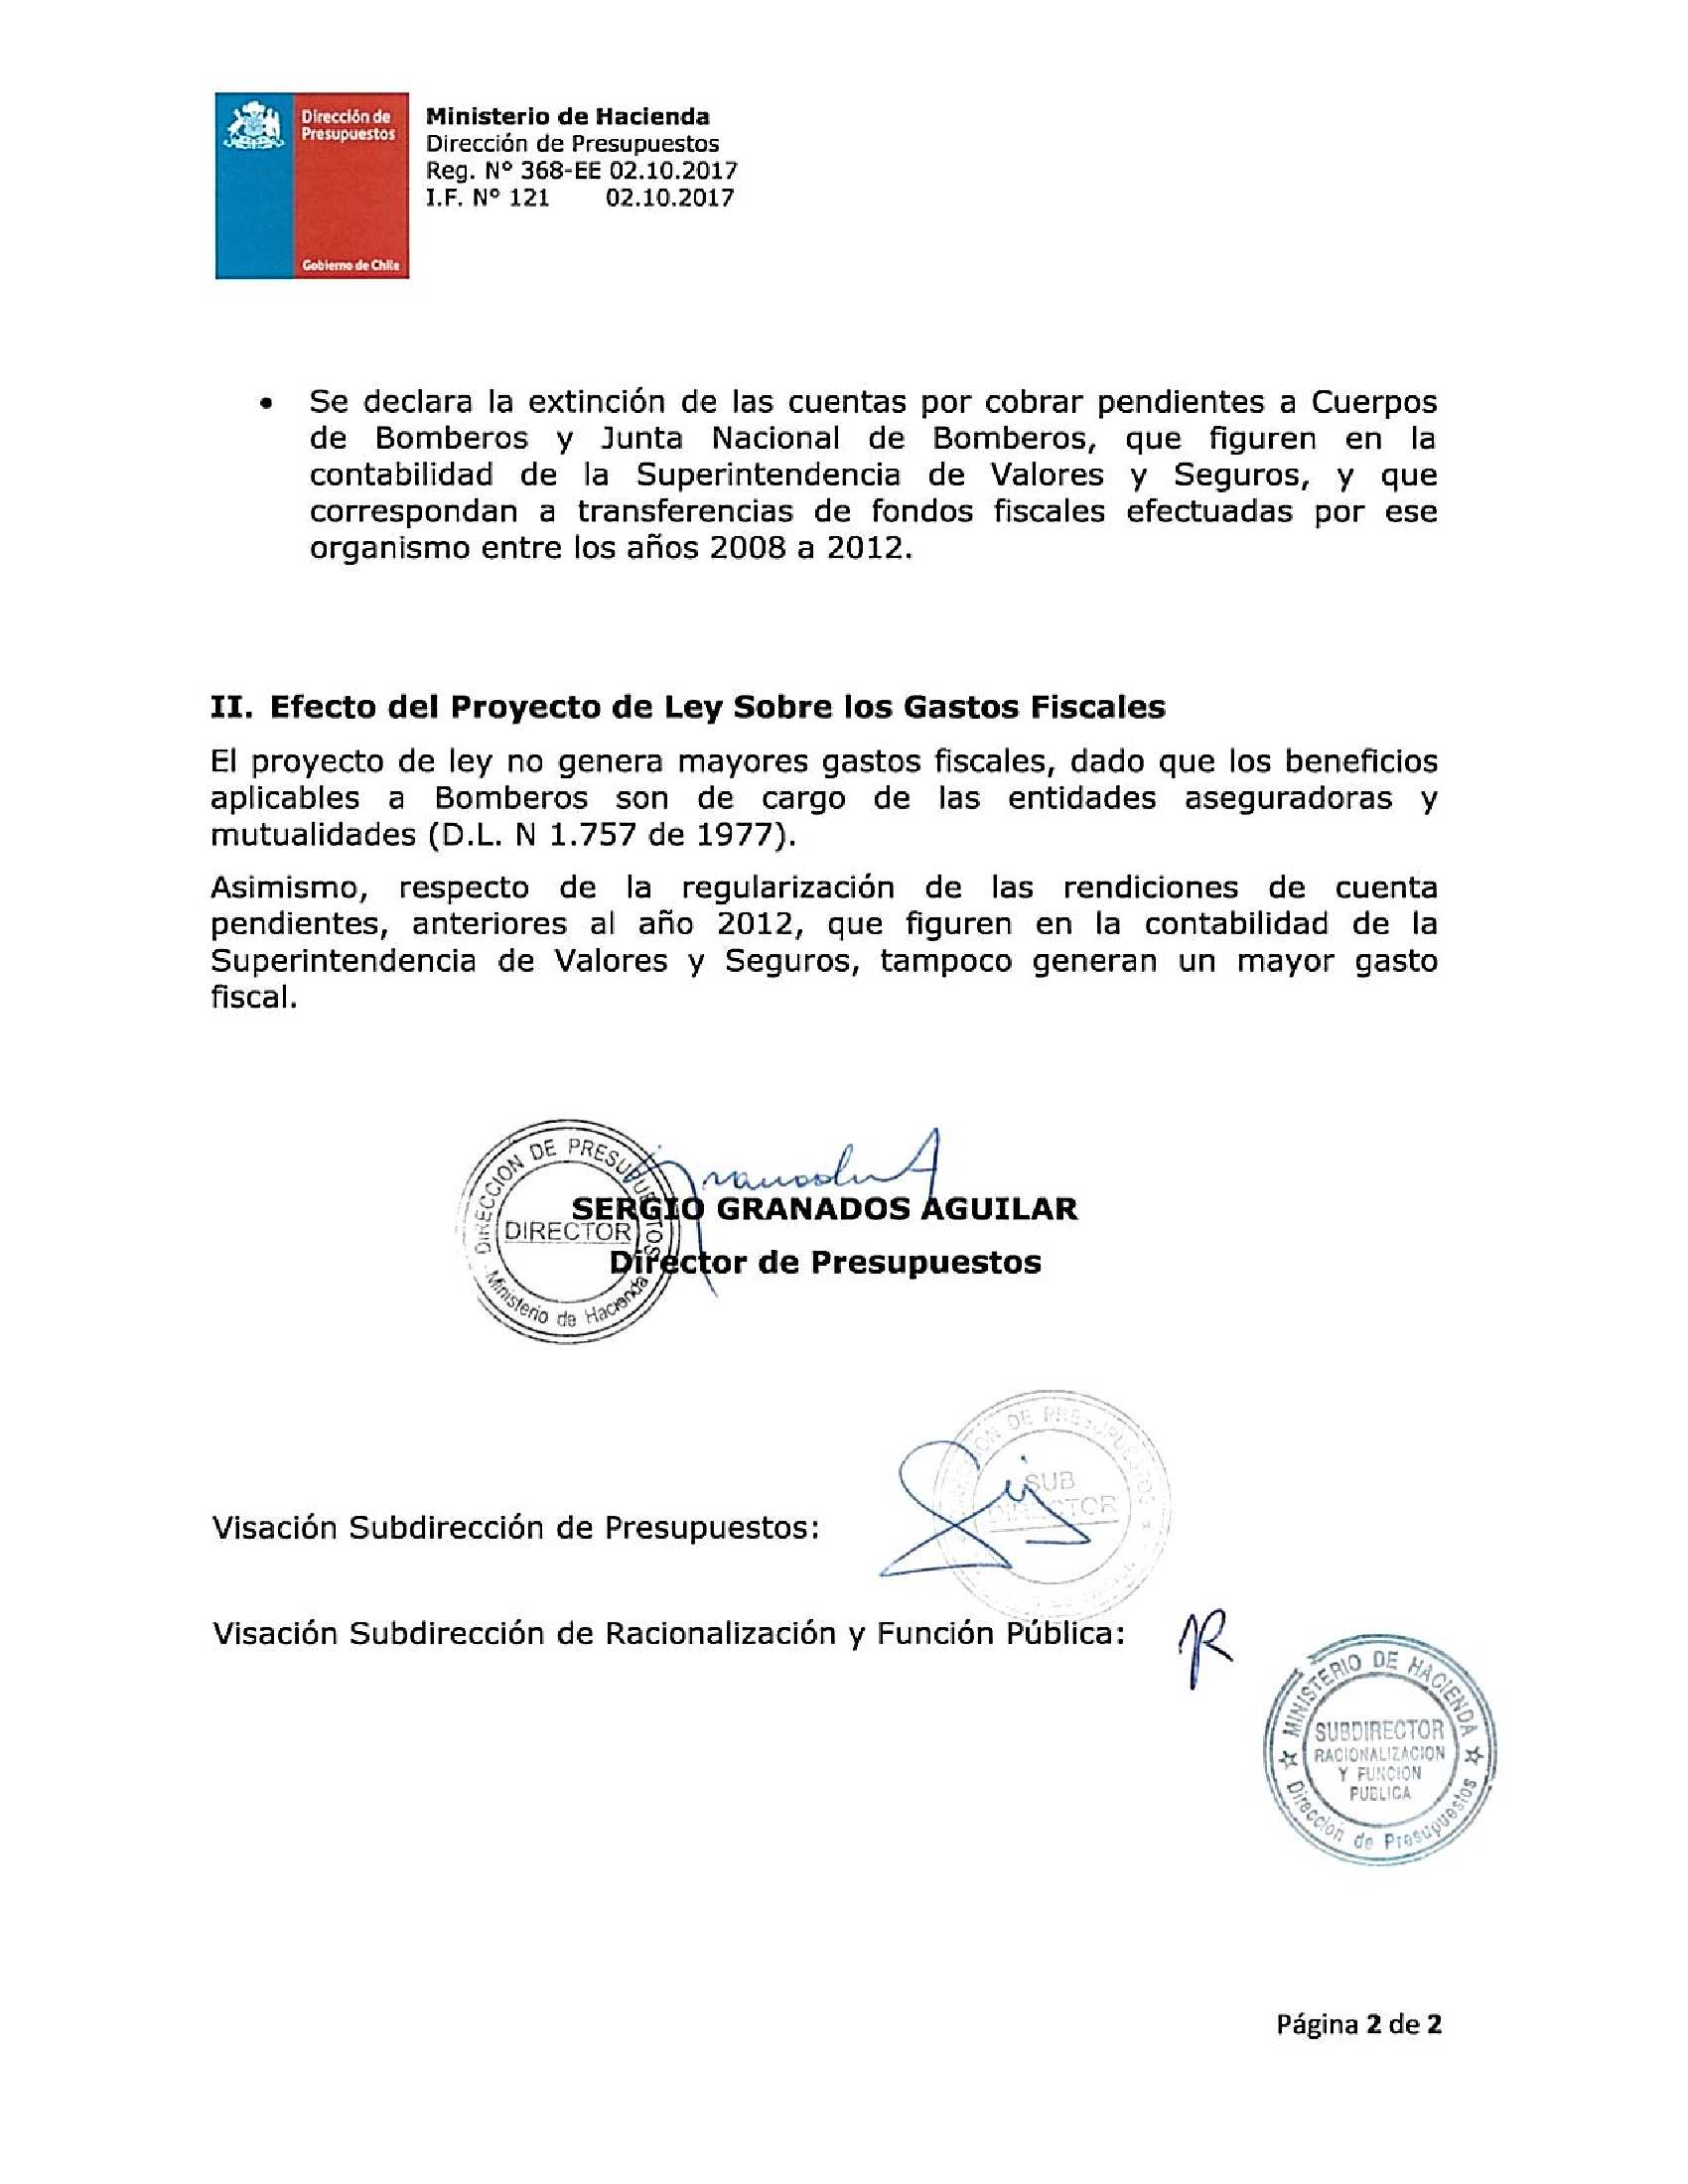 Dirección de
Presupuestos
Gobierno de Chile
Ministerio de Hacienda
Dirección de Presupuestos
Reg. Nº 368-EE 02.10.2017
I.F. Nº 121 02.10.2017
• Se declara la extinción de las cuentas por cobrar pendientes a Cuerpos
de Bomberos y Junta Nacional de Bomberos, que figuren en la
contabilidad de la Superintendencia de Valores y Seguros, y que
correspondan a transferencias de fondos fiscales efectuadas por ese
organismo entre los años 2008 a 2012.
II. Efecto del Proyecto de Ley Sobre los Gastos Fiscales
El proyecto de ley no genera mayores gastos fiscales, dado que los beneficios
aplicables a Bomberos son de cargo de las entidades aseguradoras y
mutualidades (D.L. N 1.757 de 1977).
Asimismo, respecto de la regularización de las rendiciones de cuenta
pendientes, anteriores al año 2012, que figuren en la contabilidad de la
Superintendencia de Valores y Seguros, tampoco generan un mayor gasto
fiscal.
DIRECCION DE PRESUPUESTOS
DIRECTOR
Ministerio de Hacienda
SERGIO GRANADOS AGUILAR
Director de Presupuestos
DE PRESUPUESTOS
SUB
DIRECTOR
Visación Subdirección de Presupuestos:
Visación Subdirección de Racionalización y Función Pública:
MINISTERIO DE HACIENDA
SUBDIRECTOR
RACIONALIZACION
Y FUNCION
PUBLICA
Dirección de Presupuestos
Página 2 de 2